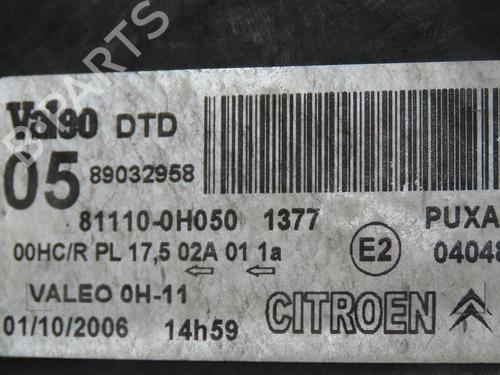 Valeo DTD
05 89032958
81110-0H050 1377 PUXA
00HC/R PL 17,5 02A 01 1a E2 04048
VALEO 0H-11
01/10/2006 14h59 CITROEN